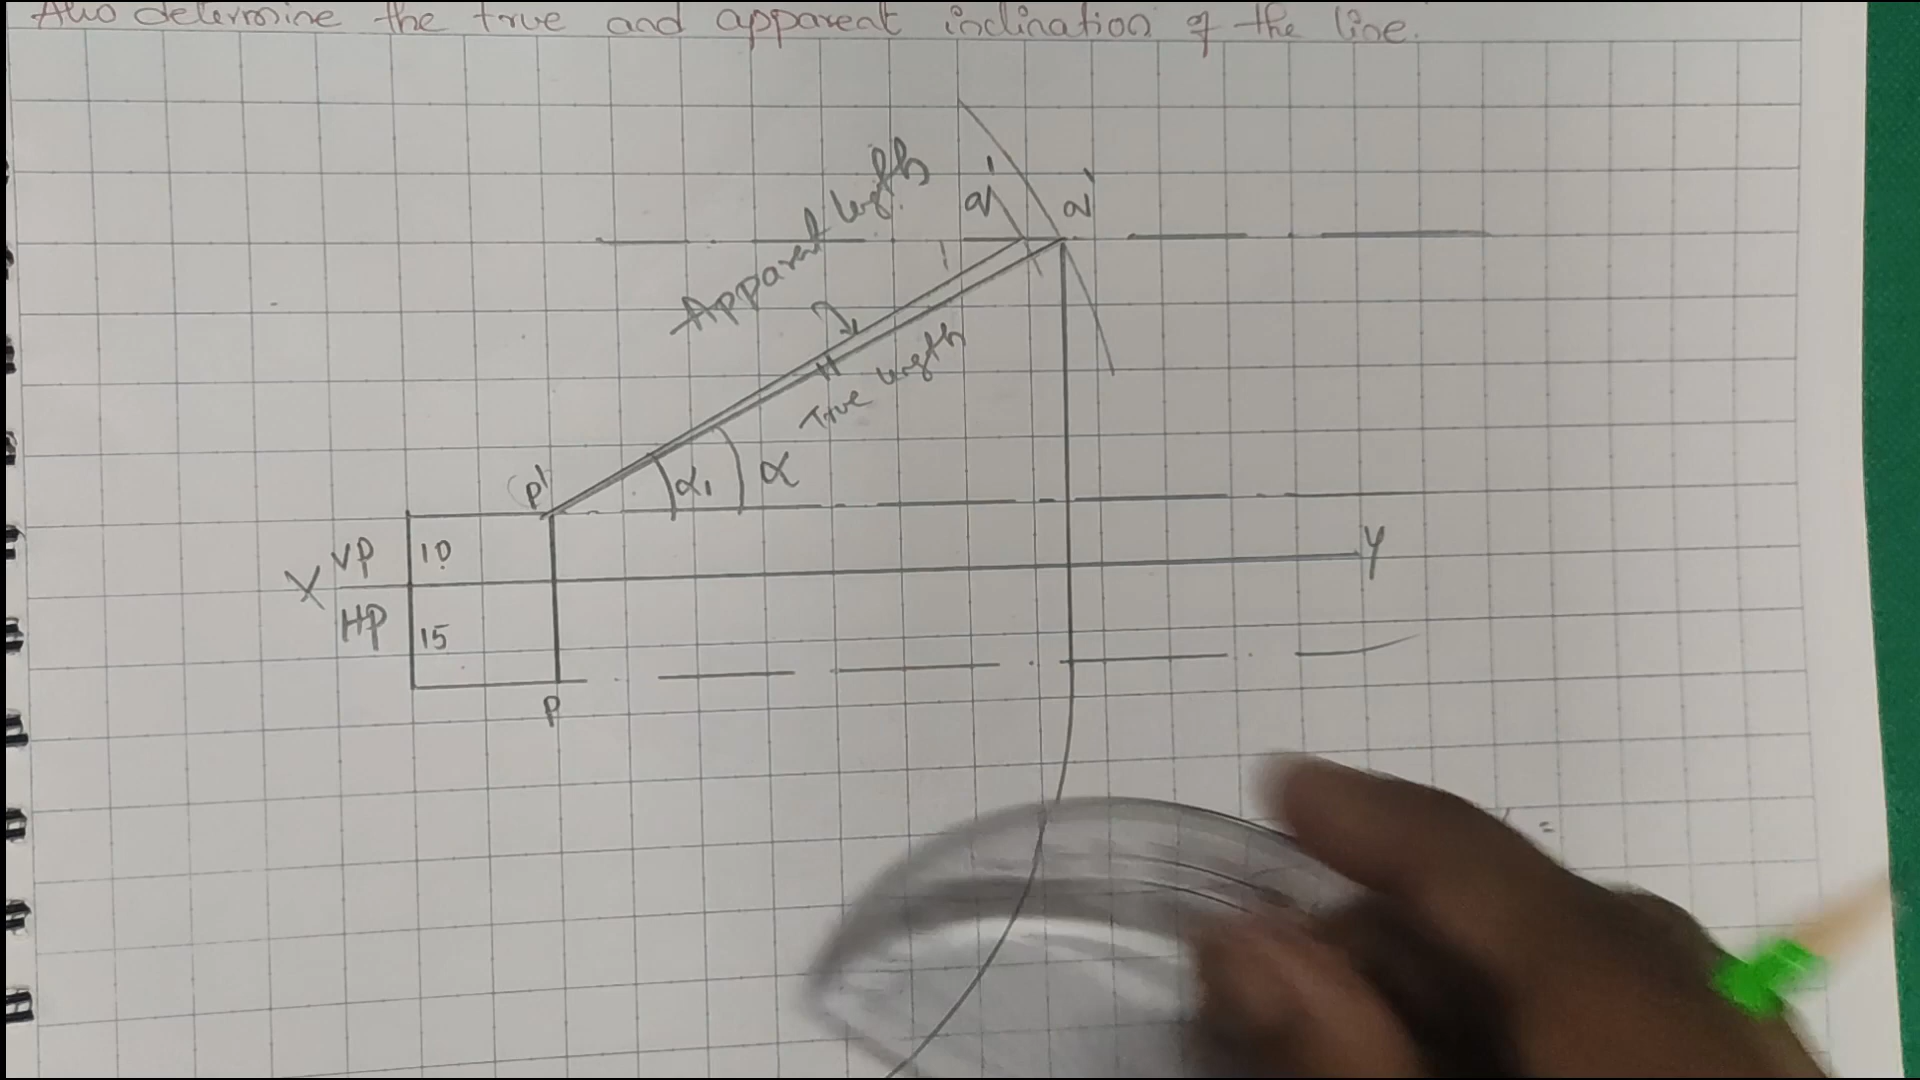 Also determine the true and apparent inclination of the line.
Apparent length
a'
a'
True length
P'
α₁
α
VP
10
X
Y
HP
15
P
=